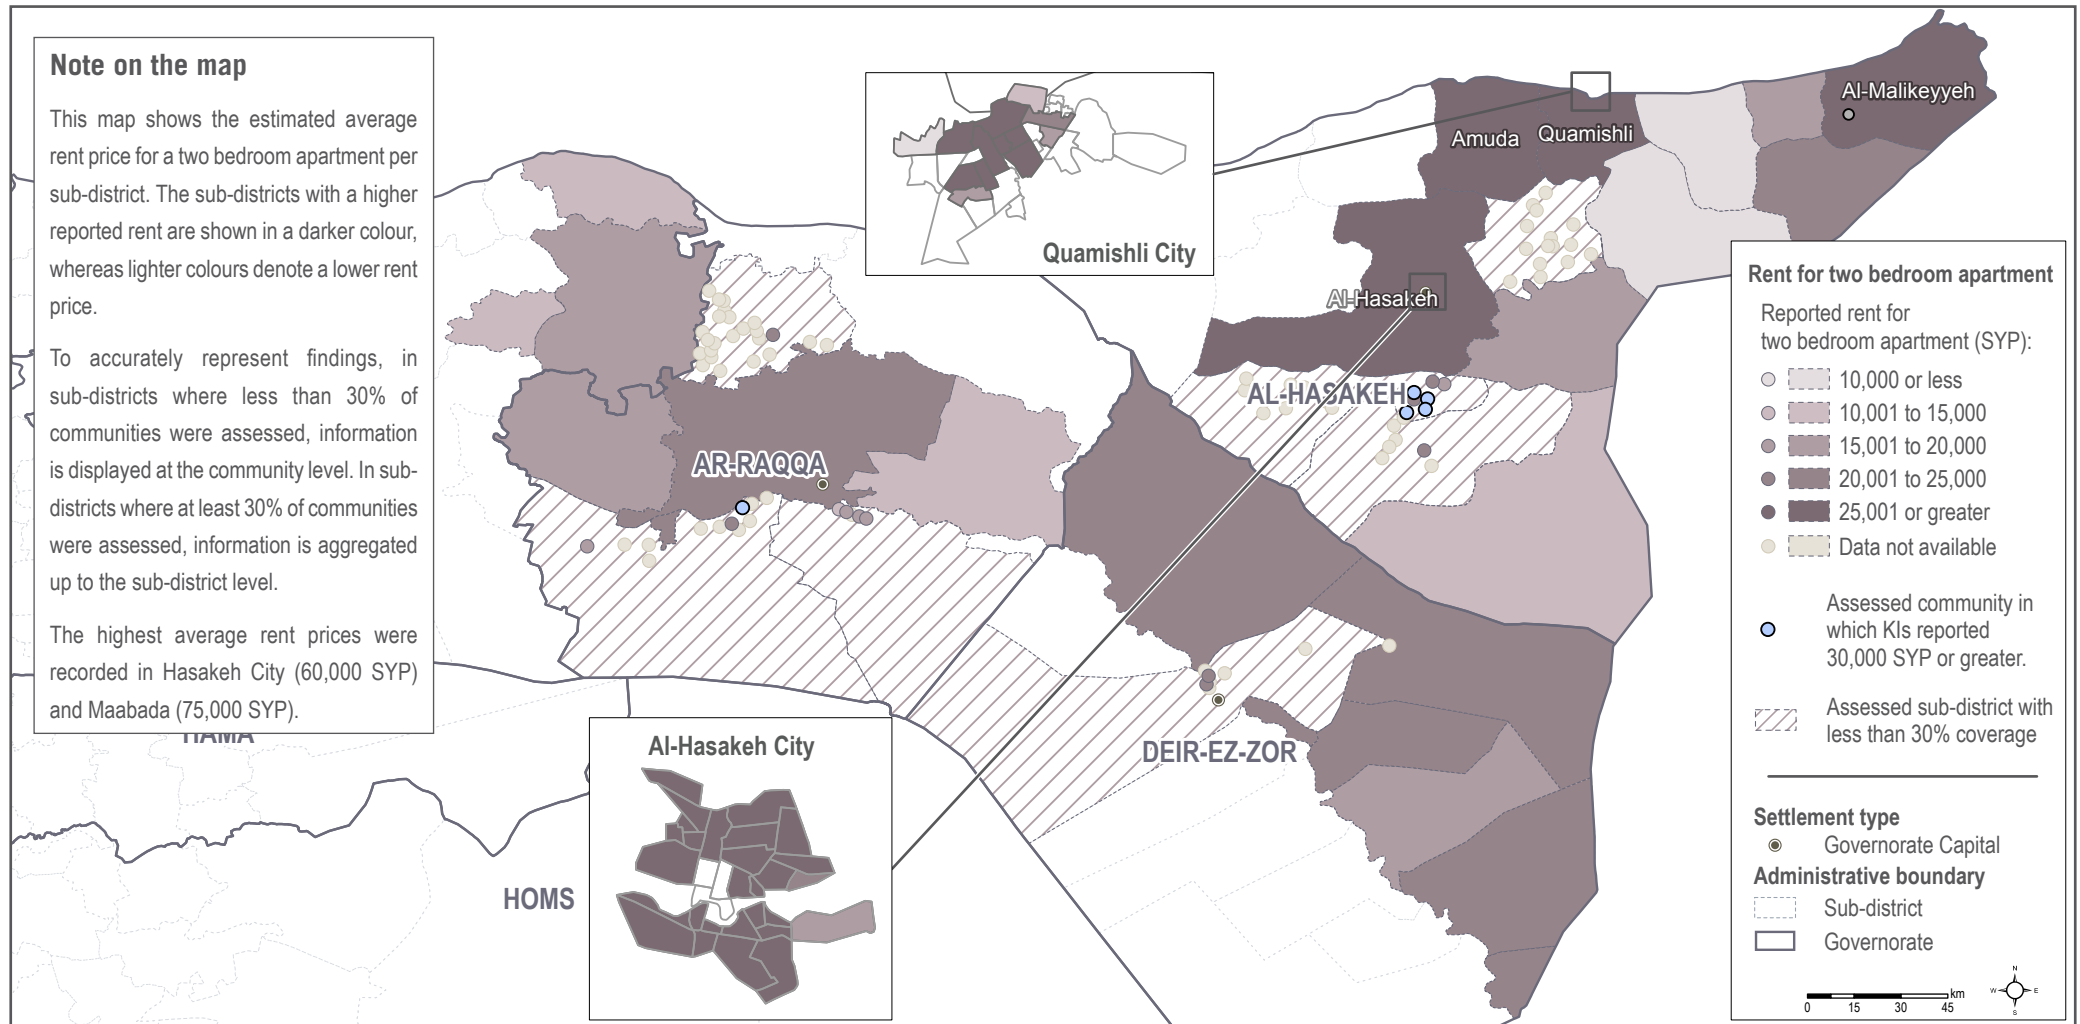 Note on the map
This map shows the estimated average
rent price for a two bedroom apartment per
sub-district. The sub-districts with a higher
reported rent are shown in a darker colour,
whereas lighter colours denote a lower rent
price.
To accurately represent findings, in
sub-districts where less than 30% of
communities were assessed, information
is displayed at the community level. In sub-
districts where at least 30% of communities
were assessed, information is aggregated
up to the sub-district level.
The highest average rent prices were
recorded in Hasakeh City (60,000 SYP)
and Maabada (75,000 SYP).
HAMA
HOMS
AR-RAQQA
Quamishli City
Al-Hasakeh City
Amuda
Quamishli
Al-Malikeyyeh
Al-Hasakeh
AL-HASAKEH
DEIR-EZ-ZOR
Rent for two bedroom apartment
Reported rent for
two bedroom apartment (SYP):
10,000 or less
10,001 to 15,000
15,001 to 20,000
20,001 to 25,000
25,001 or greater
Data not available
Assessed community in
which KIs reported
30,000 SYP or greater.
Assessed sub-district with
less than 30% coverage
Settlement type
Governorate Capital
Administrative boundary
Sub-district
Governorate
km
0 15 30 45
N
W E
S